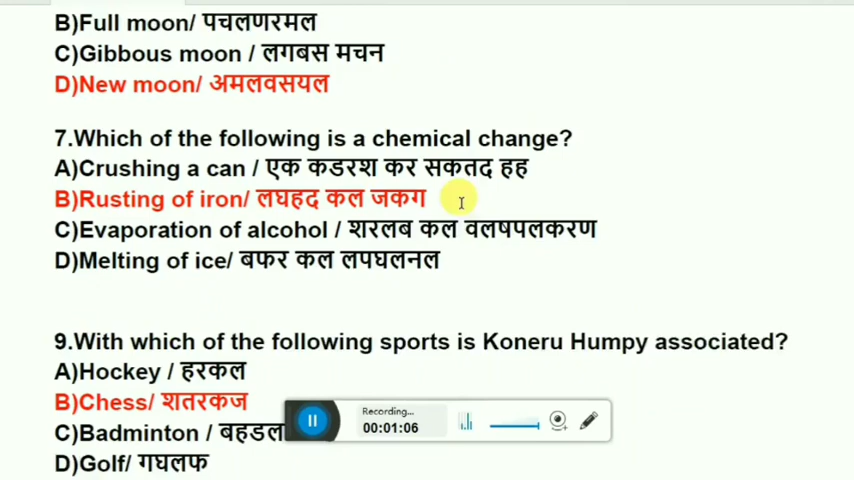 B)Full moon/ पचलणरमल
C)Gibbous moon / लगबस मचन
D)New moon/ अमलवसयल
7.Which of the following is a chemical change?
A)Crushing a can / एक कडरश कर सकतद हह
B)Rusting of iron/ लघहद कल जकग
C)Evaporation of alcohol / शरलब कल वलषपलकरण
D)Melting of ice/ बफर कल लपघलनल
9.With which of the following sports is Koneru Humpy associated?
A)Hockey / हरकल
B)Chess/ शतरकज
Recording...
00:01:06
C)Badminton / बहडल
D)Golf/ गघलफ